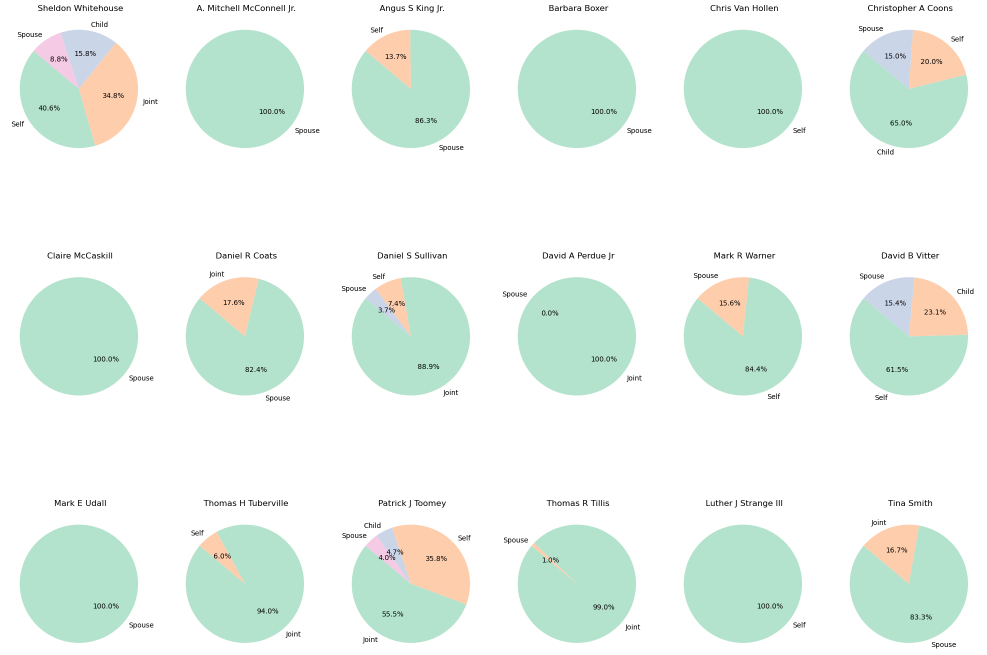 Sheldon Whitehouse
Child
Spouse
15.8%
8.8%
34.8%
Joint
40.6%
Self
A. Mitchell McConnell Jr.
100.0%
Spouse
Angus S King Jr.
Self
13.7%
86.3%
Spouse
Barbara Boxer
100.0%
Spouse
Chris Van Hollen
100.0%
Self
Christopher A Coons
Spouse
Self
15.0%
20.0%
65.0%
Child
Claire McCaskill
100.0%
Spouse
Daniel R Coats
Joint
17.6%
82.4%
Spouse
Daniel S Sullivan
Self
Spouse
7.4%
3.7%
88.9%
Joint
David A Perdue Jr
Spouse
0.0%
100.0%
Joint
Mark R Warner
Spouse
15.6%
84.4%
Self
David B Vitter
Spouse
Child
15.4%
23.1%
61.5%
Self
Mark E Udall
100.0%
Spouse
Thomas H Tuberville
Self
6.0%
94.0%
Joint
Patrick J Toomey
Child
Spouse
Self
4.7%
4.0%
35.8%
55.5%
Joint
Thomas R Tillis
Spouse
1.0%
99.0%
Joint
Luther J Strange III
100.0%
Self
Tina Smith
Joint
16.7%
83.3%
Spouse